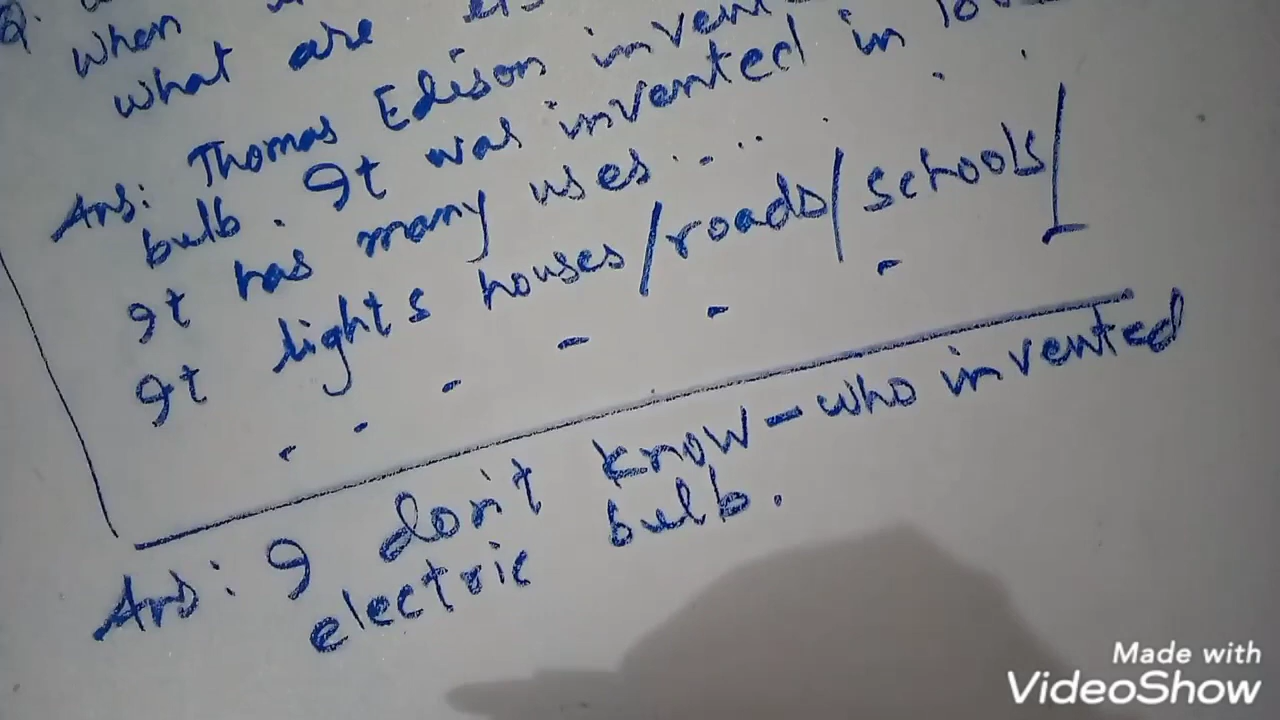 Q.
when
what are
Ans: Thomas Edison
bulb. It was invented in
It has many uses....
It lights houses/roads/schools/
Ans: I don't know - who invented
electric bulb.
Made with
VideoShow